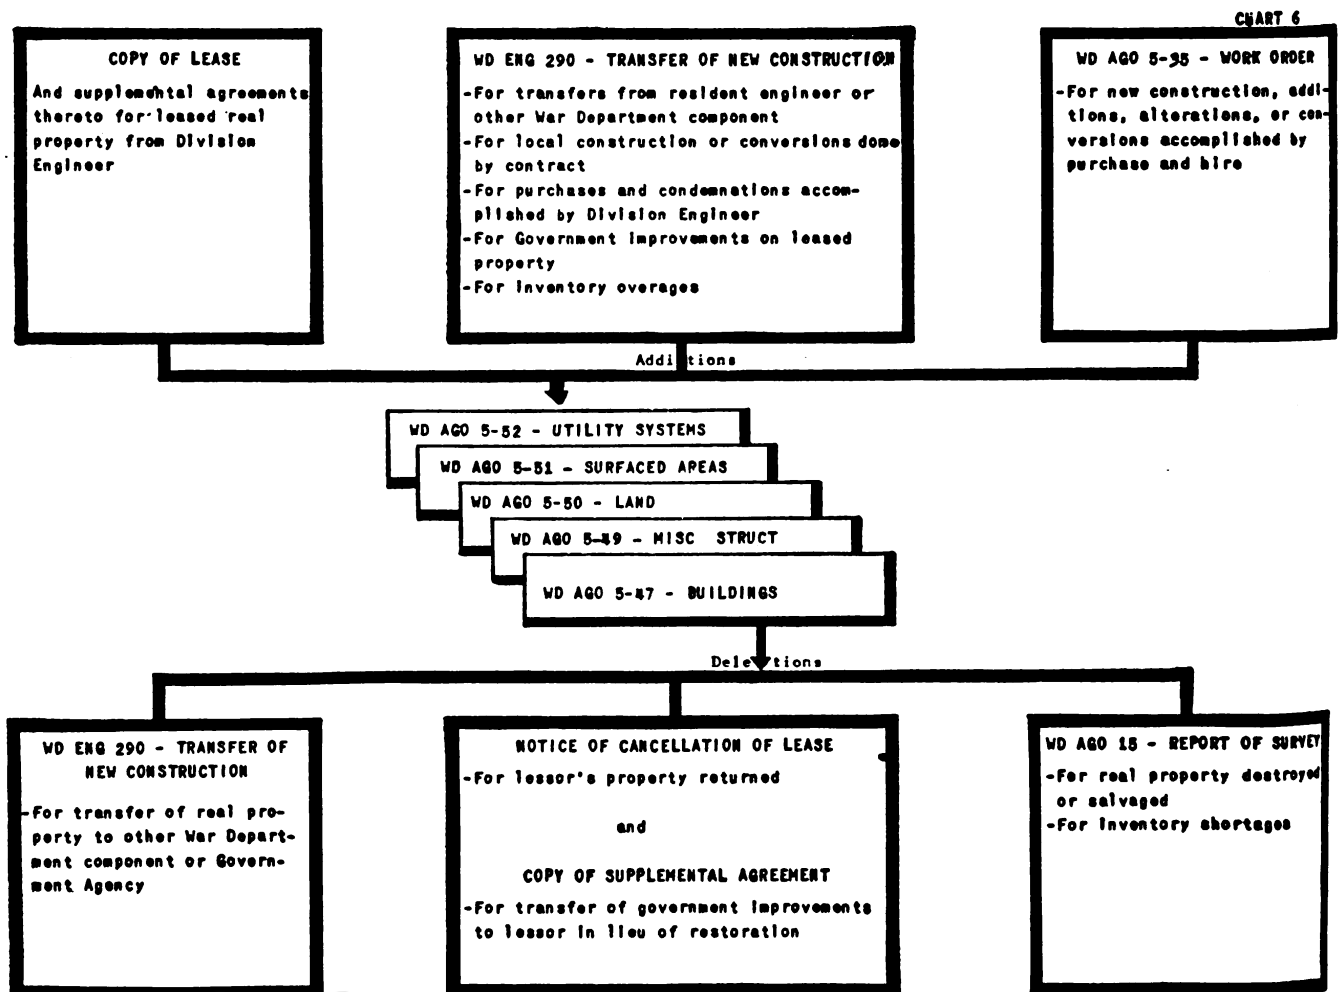 CHART 6
COPY OF LEASE
And supplemental agreements
thereto for leased real
property from Division
Engineer
WD ENG 290 - TRANSFER OF NEW CONSTRUCTION
-For transfers from resident engineer or
other War Department component
-For local construction or conversions done
by contract
-For purchases and condemnations accom-
plished by Division Engineer
-For Government improvements on leased
property
-For inventory overages
WD AGO 5-35 - WORK ORDER
-For new construction, addi-
tions, alterations, or con-
versions accomplished by
purchase and hire
Additions
WD AGO 5-52 - UTILITY SYSTEMS
WD AGO 5-51 - SURFACED AREAS
WD AGO 5-50 - LAND
WD AGO 5-49 - MISC STRUCT
WD AGO 5-47 - BUILDINGS
Deletions
WD ENG 290 - TRANSFER OF
NEW CONSTRUCTION
-For transfer of real pro-
perty to other War Depart-
ment component or Govern-
ment Agency
NOTICE OF CANCELLATION OF LEASE
-For lessor's property returned
and
COPY OF SUPPLEMENTAL AGREEMENT
-For transfer of government improvements
to lessor in lieu of restoration
WD AGO 15 - REPORT OF SURVEY
-For real property destroyed
or salvaged
-For inventory shortages